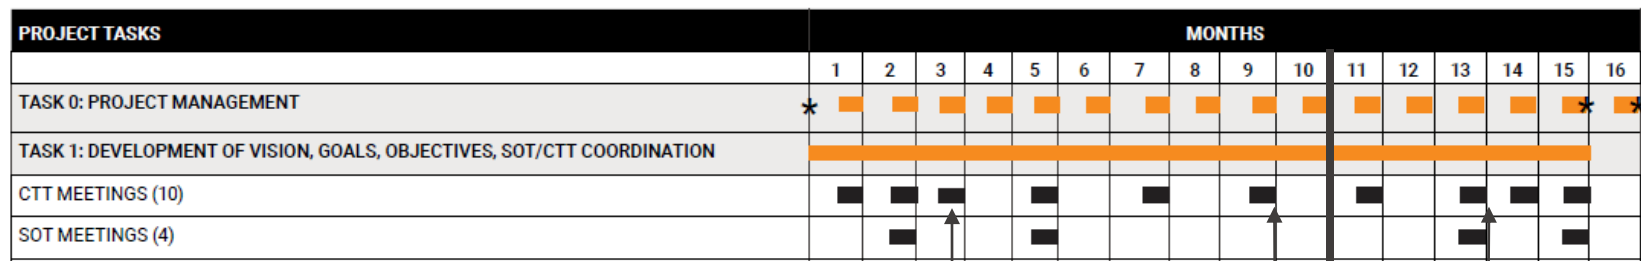 PROJECT TASKS MONTHS
1 2 3 4 5 6 7 8 9 10 11 12 13 14 15 16
TASK 0: PROJECT MANAGEMENT * * *
TASK 1: DEVELOPMENT OF VISION, GOALS, OBJECTIVES, SOT/CTT COORDINATION
CTT MEETINGS (10)
SOT MEETINGS (4)